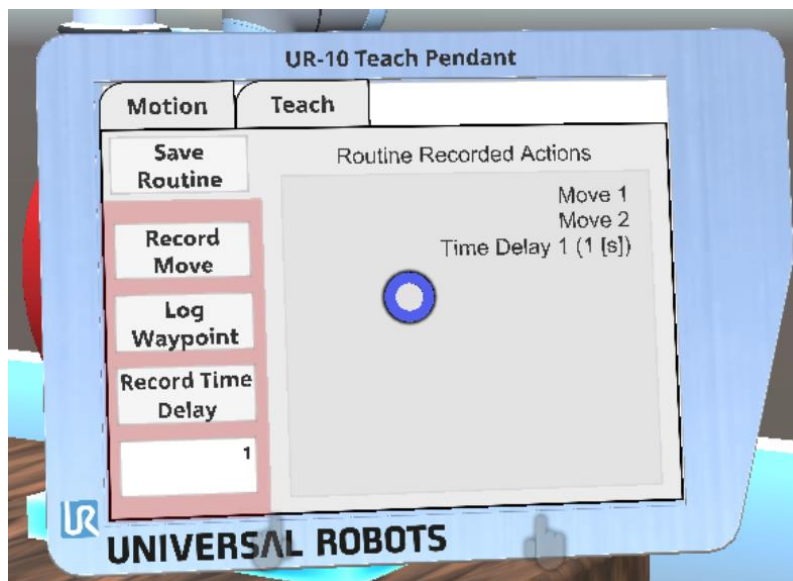 UR-10 Teach Pendant
Motion
Teach
Save
Routine
Record
Move
Log
Waypoint
Record Time
Delay
1
Routine Recorded Actions
Move 1
Move 2
Time Delay 1 (1 [s])
UR
UNIVERSAL ROBOTS